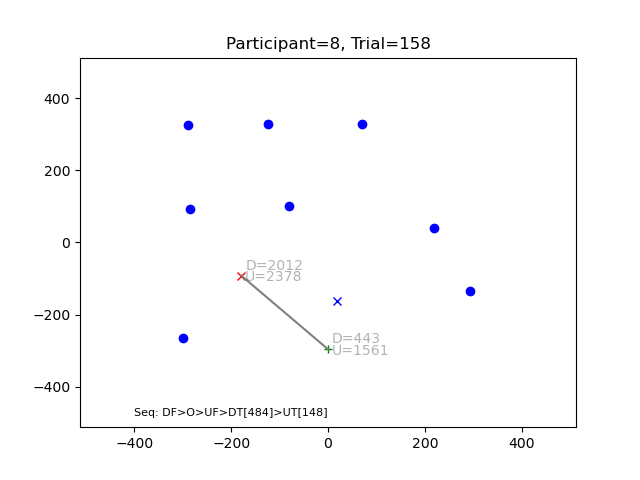 Participant=8, Trial=158
400
200
0
−200
−400
D=2012
U=2378
D=443
U=1561
Seq: DF>O>UF>DT[484]>UT[148]
−400
−200
0
200
400